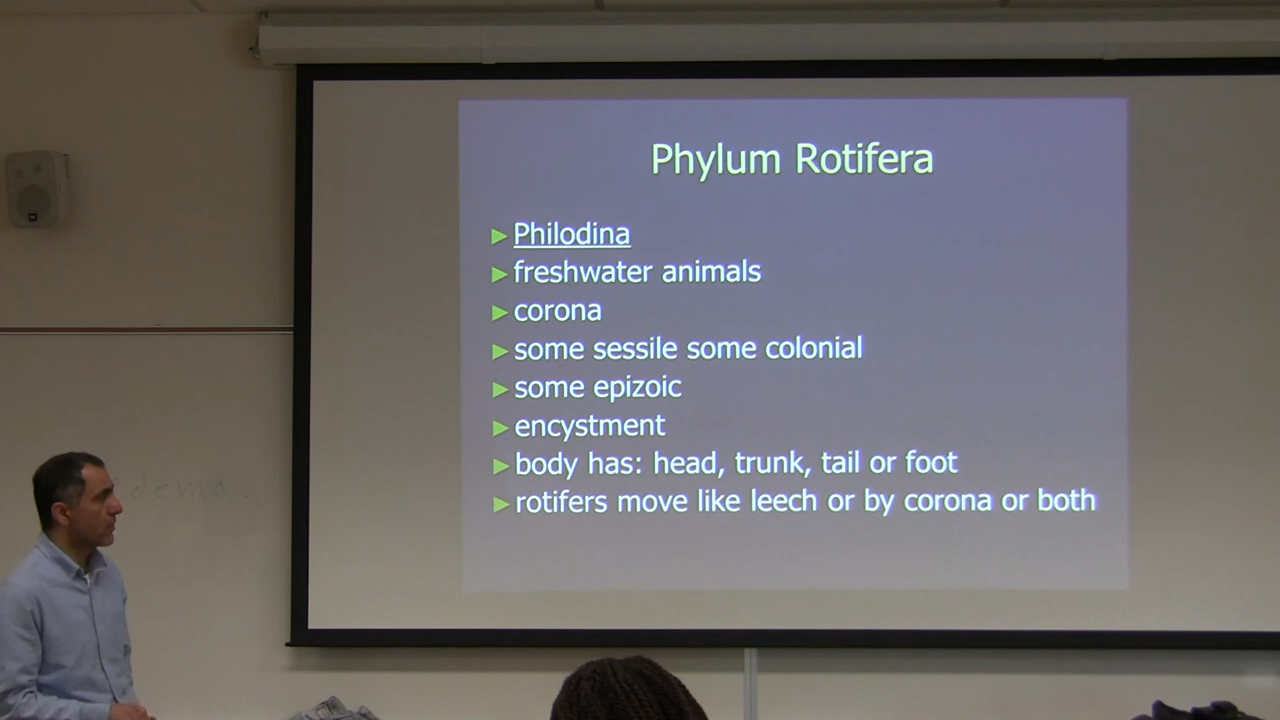 Phylum Rotifera
► Philodina
► freshwater animals
► corona
► some sessile some colonial
► some epizoic
► encystment
► body has: head, trunk, tail or foot
► rotifers move like leech or by corona or both
dema